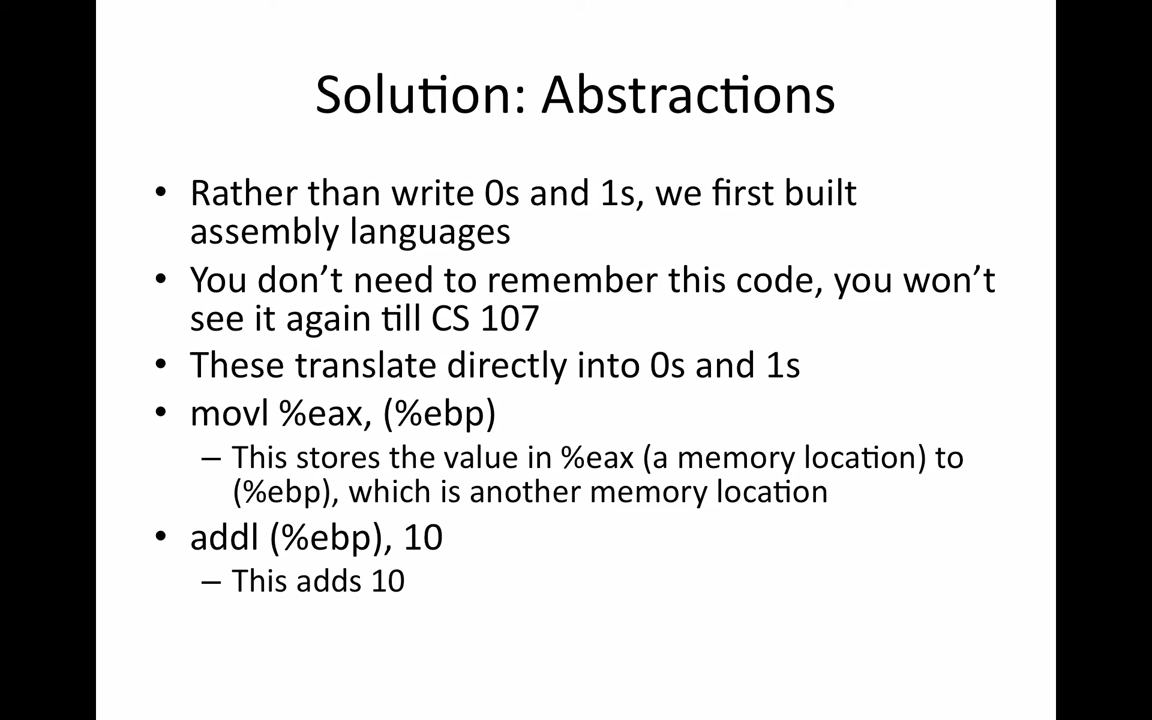 Solution: Abstractions
• Rather than write 0s and 1s, we first built
assembly languages
• You don’t need to remember this code, you won’t
see it again till CS 107
• These translate directly into 0s and 1s
• movl %eax, (%ebp)
– This stores the value in %eax (a memory location) to
(%ebp), which is another memory location
• addl (%ebp), 10
– This adds 10